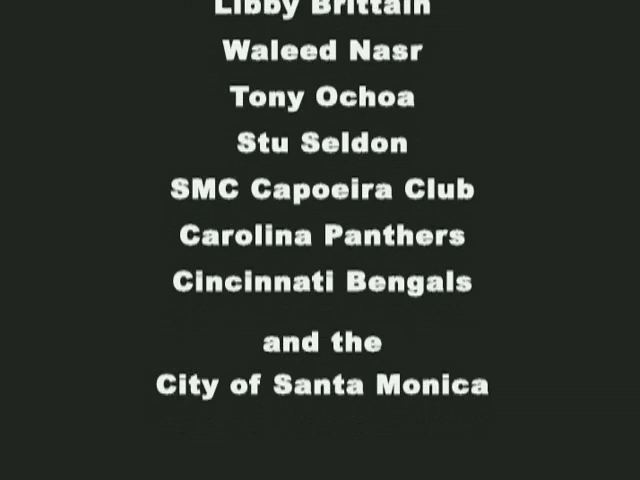 Libby Brittain
Waleed Nasr
Tony Ochoa
Stu Seldon
SMC Capoeira Club
Carolina Panthers
Cincinnati Bengals
and the
City of Santa Monica